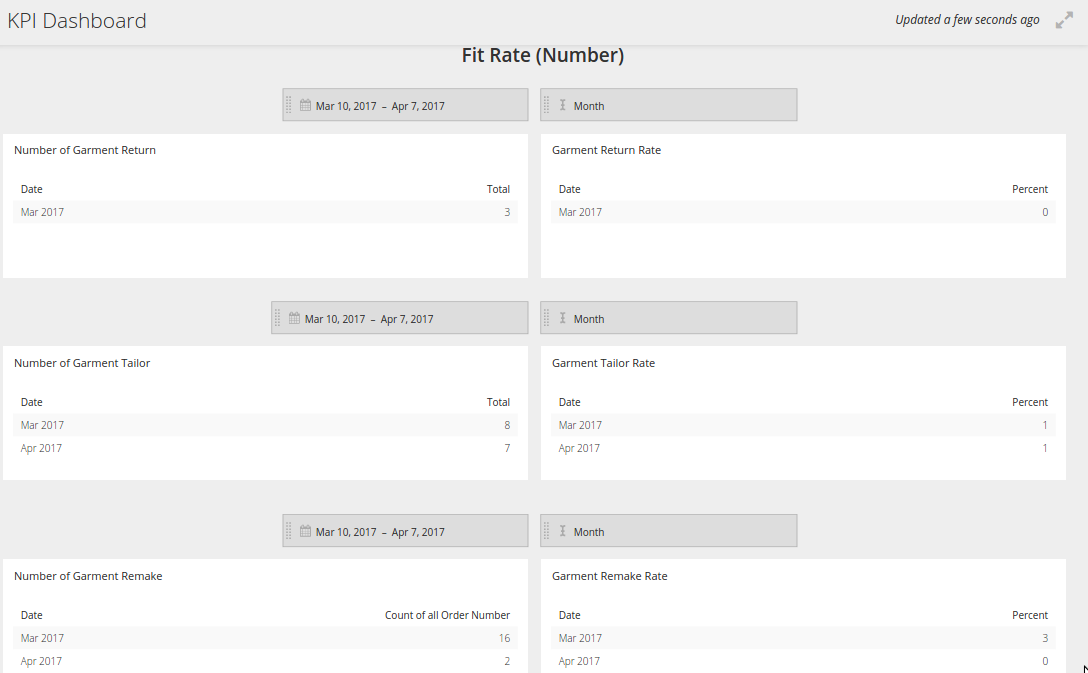 KPI Dashboard
Updated a few seconds ago
Fit Rate (Number)
Mar 10, 2017 – Apr 7, 2017
Month
Number of Garment Return
Date Total
Mar 2017 3
Garment Return Rate
Date Percent
Mar 2017 0
Mar 10, 2017 – Apr 7, 2017
Month
Number of Garment Tailor
Date Total
Mar 2017 8
Apr 2017 7
Garment Tailor Rate
Date Percent
Mar 2017 1
Apr 2017 1
Mar 10, 2017 – Apr 7, 2017
Month
Number of Garment Remake
Date Count of all Order Number
Mar 2017 16
Apr 2017 2
Garment Remake Rate
Date Percent
Mar 2017 3
Apr 2017 0